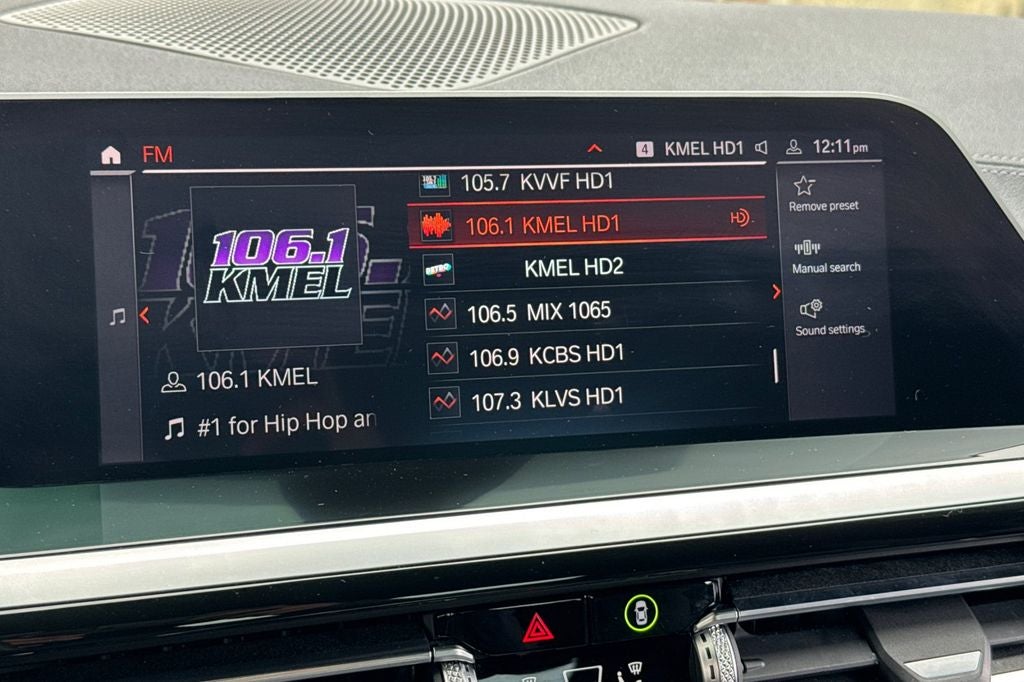 FM
4 KMEL HD1
12:11pm
105.7 KVVF HD1
106.1 KMEL HD1 HD
KMEL HD2
106.5 MIX 1065
106.9 KCBS HD1
107.3 KLVS HD1
106.1
KMEL
106.1 KMEL
#1 for Hip Hop an
Remove preset
Manual search
Sound settings
RETRO